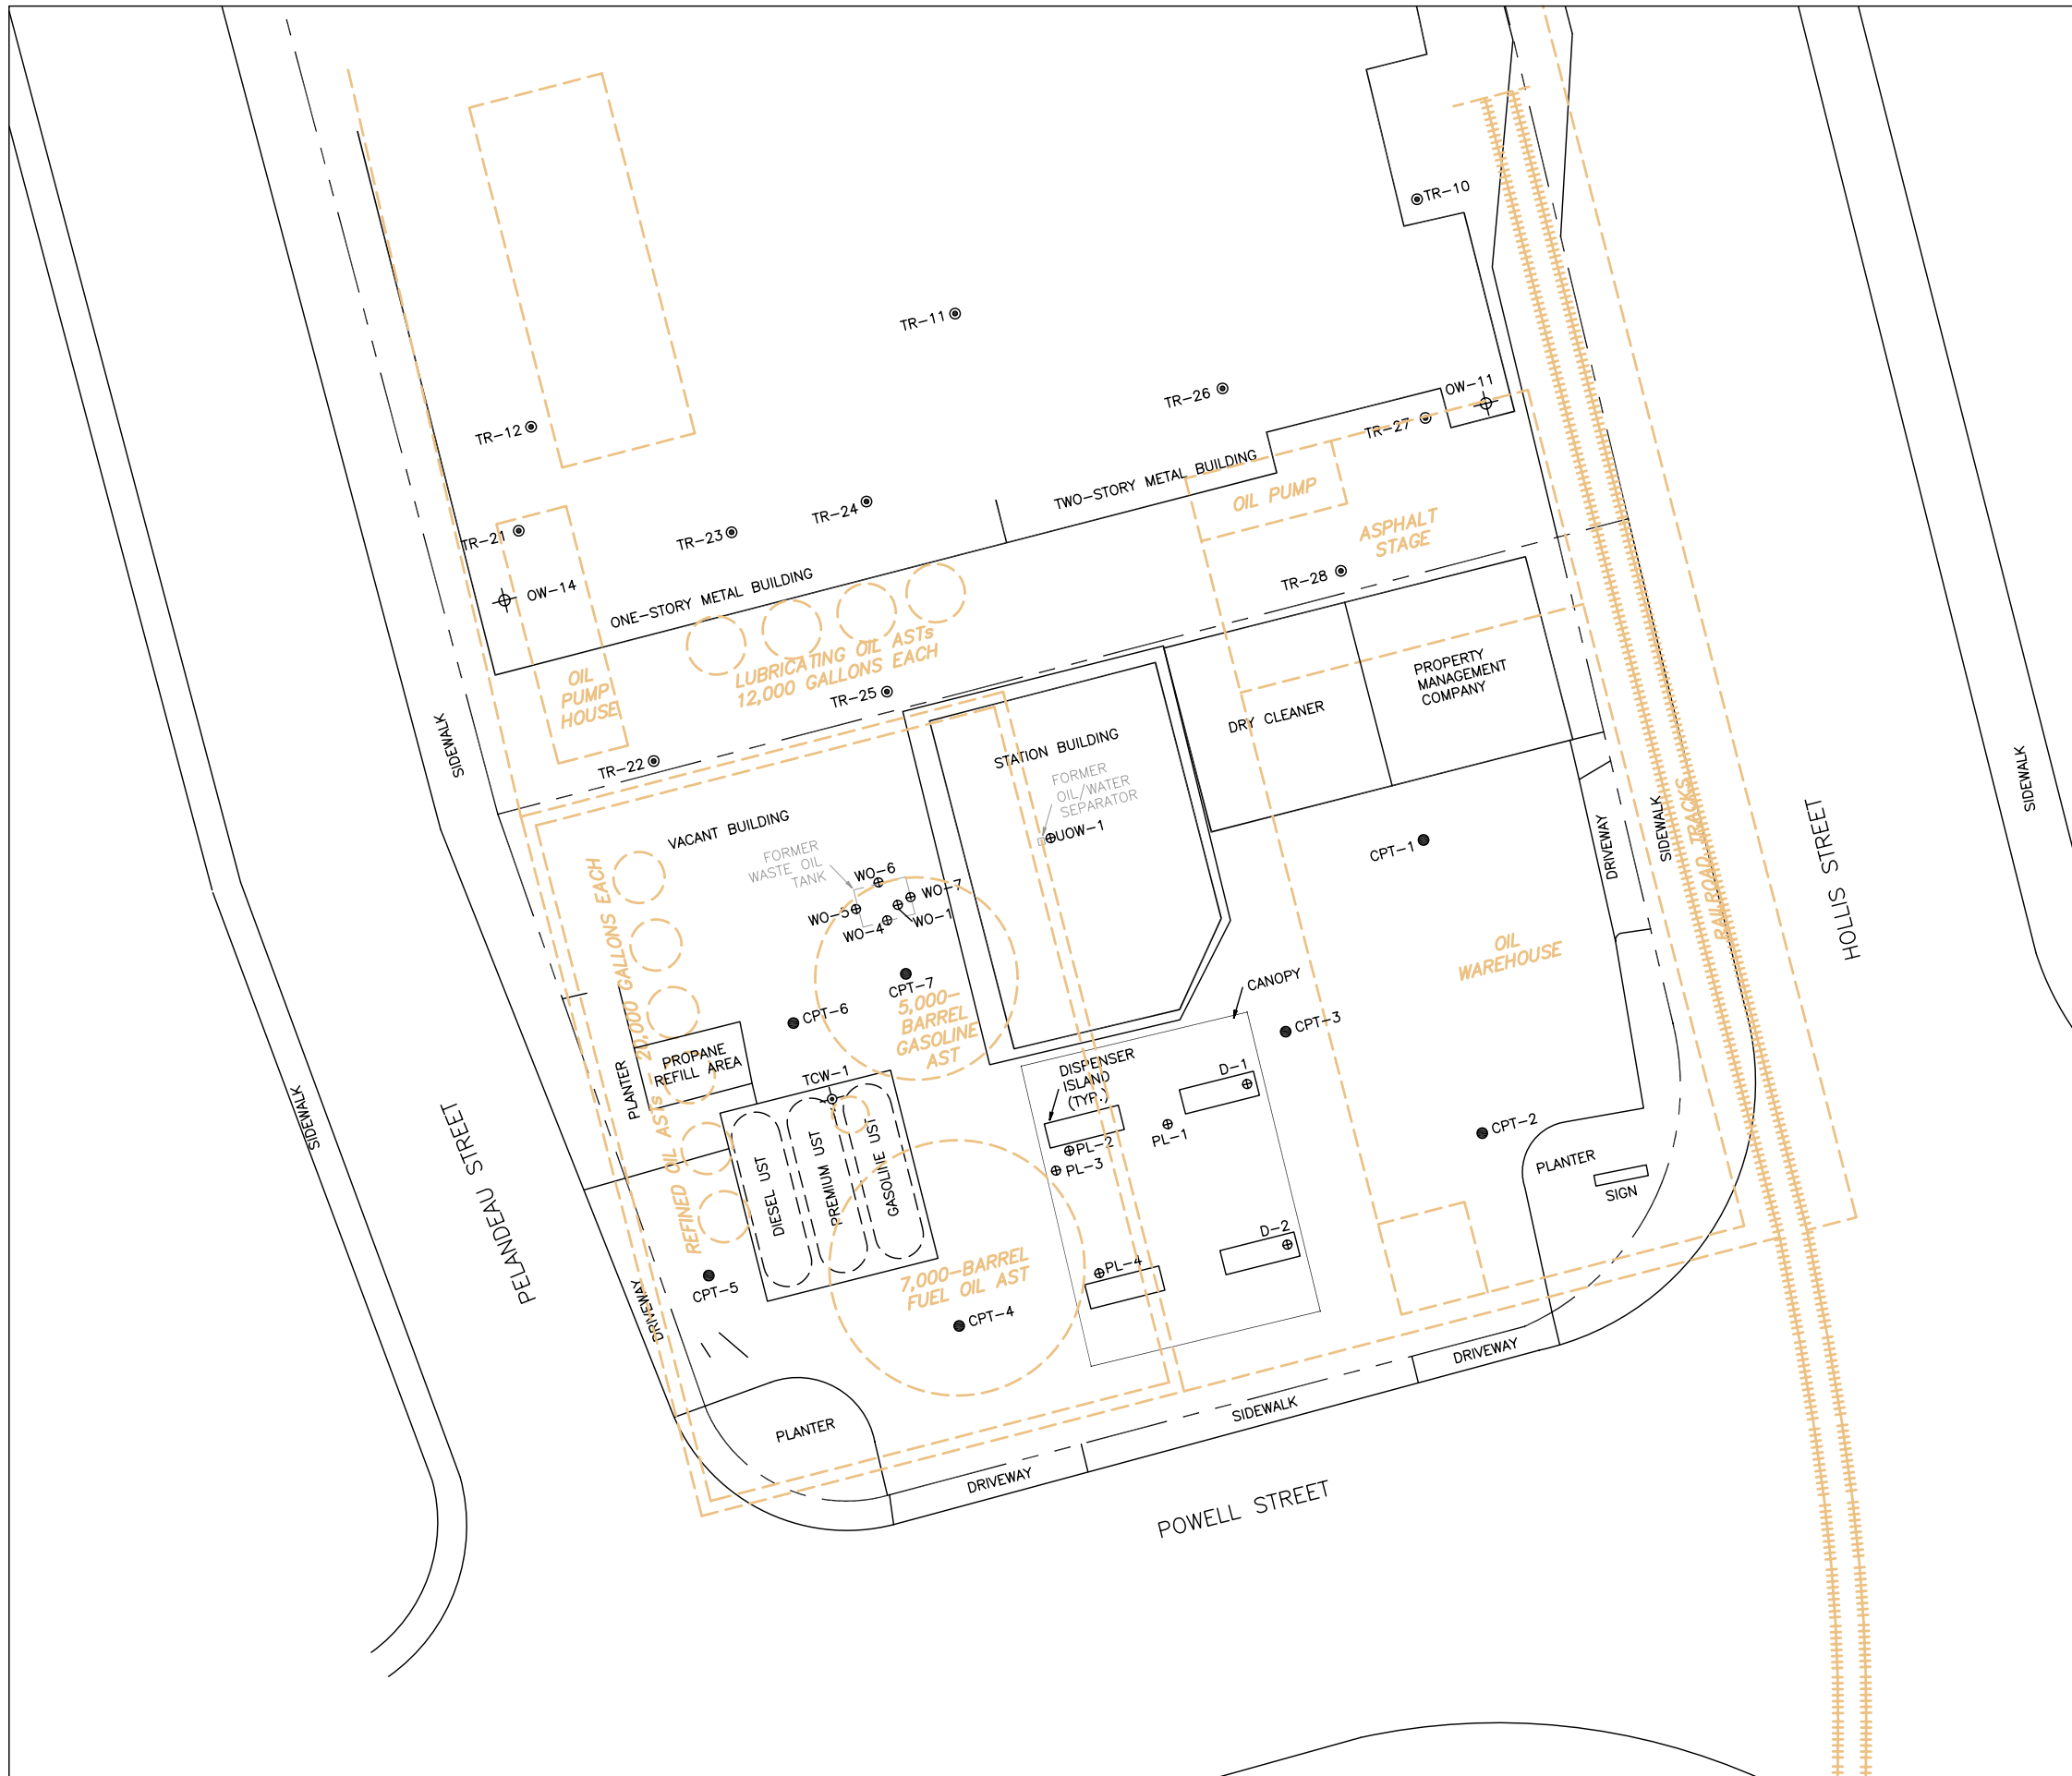 TR-10
TR-11
TR-26
OW-11
TR-27
TR-12
TWO-STORY METAL BUILDING
OIL PUMP
ASPHALT
STAGE
TR-24
TR-23
TR-21
TR-28
OW-14
ONE-STORY METAL BUILDING
LUBRICATING OIL ASTs
12,000 GALLONS EACH
OIL
PUMP
HOUSE
TR-25
PROPERTY
MANAGEMENT
COMPANY
DRY CLEANER
STATION BUILDING
SIDEWALK
TR-22
FORMER
OIL/WATER
SEPARATOR
UOW-1
VACANT BUILDING
FORMER
WASTE OIL
TANK
WO-6
WO-7
WO-5
WO-1
WO-4
CPT-1
DRIVEWAY
SIDEWALK
RAILROAD TRACKS
HOLLIS STREET
SIDEWALK
OIL
WAREHOUSE
CANOPY
CPT-7
CPT-6
5,000-
BARREL
GASOLINE
AST
CPT-3
REFINED OIL ASTs 20,000 GALLONS EACH
PROPANE
REFILL AREA
PLANTER
TCW-1
DISPENSER
ISLAND
(TYP.)
D-1
PL-1
PL-2
PL-3
CPT-2
PLANTER
SIGN
SIDEWALK
PELANDEAU STREET
DIESEL UST
PREMIUM UST
GASOLINE UST
D-2
PL-4
7,000-BARREL
FUEL OIL AST
CPT-5
CPT-4
DRIVEWAY
DRIVEWAY
SIDEWALK
PLANTER
DRIVEWAY
POWELL STREET